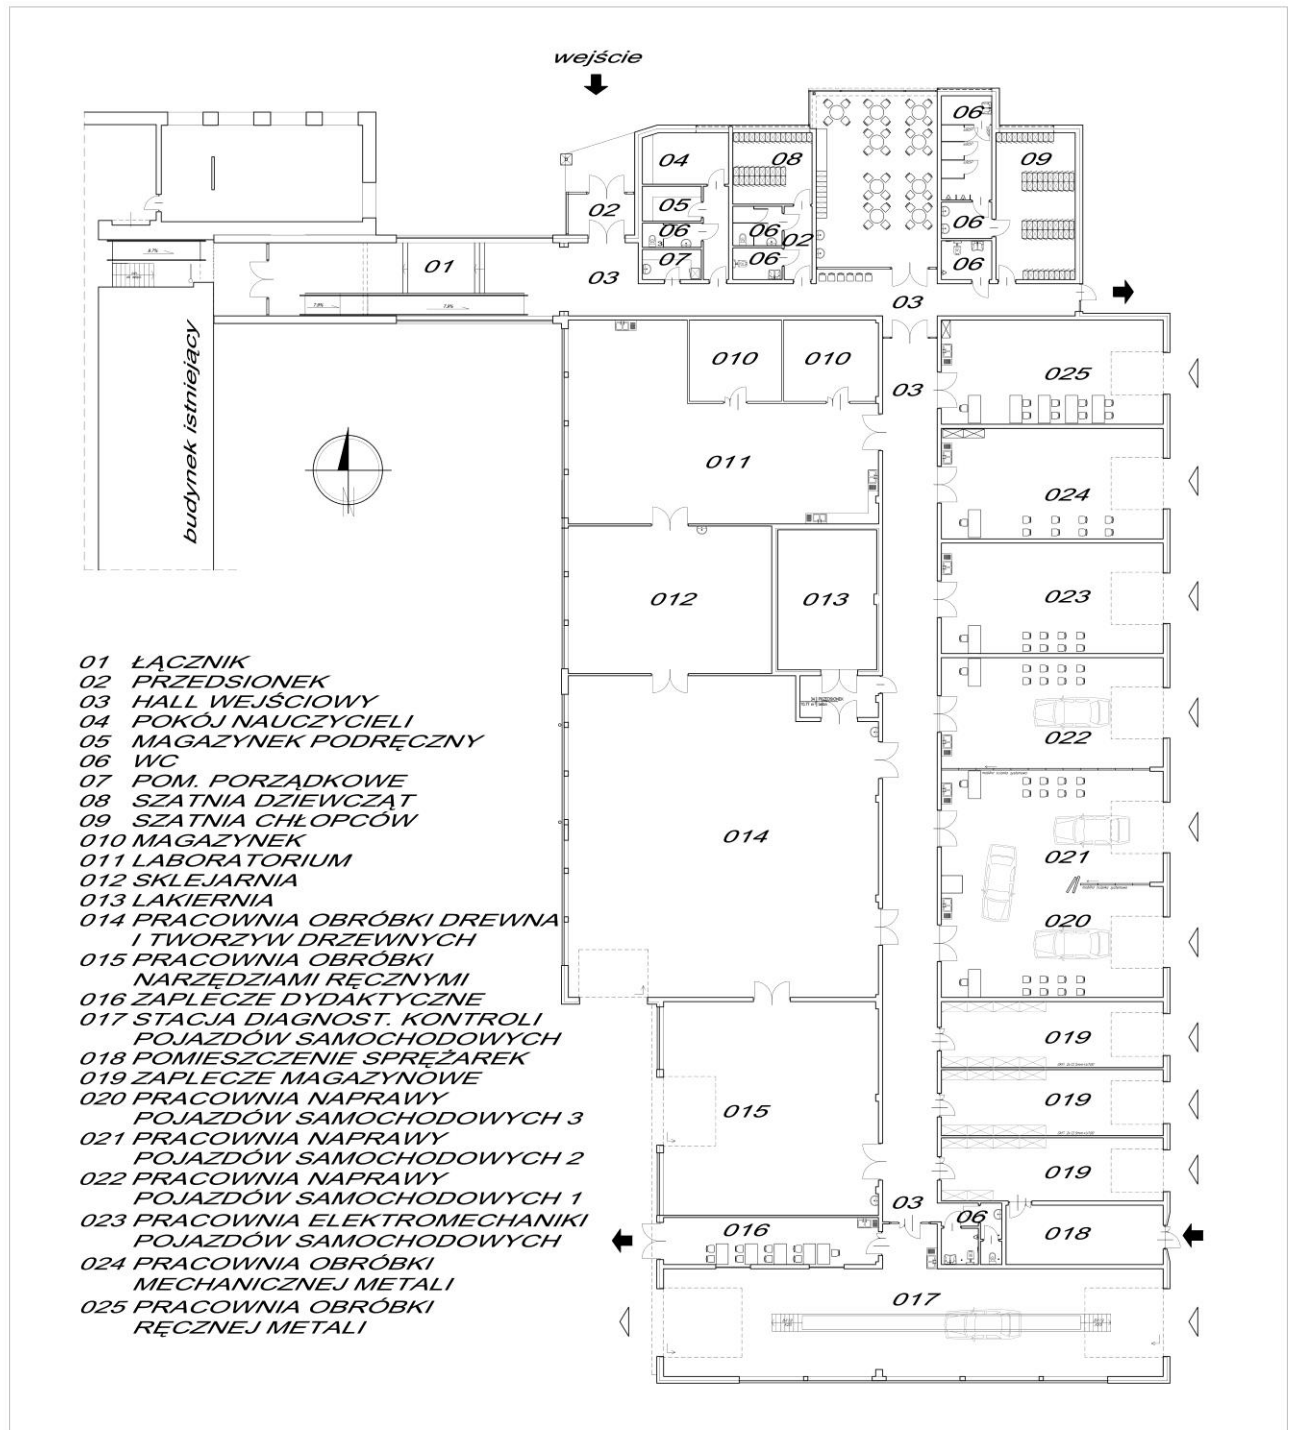 wejście
04
08
06
09
02
05
06
06
02
06
03
07
06
06
01
03
7.8%
7.8%
budynek istniejący
010
010
03
025
011
024
N
012
013
023
022
014
021
020
019
015
019
019
03
06
016
018
017
01 ŁĄCZNIK
02 PRZEDSIONEK
03 HALL WEJŚCIOWY
04 POKÓJ NAUCZYCIELI
05 MAGAZYNEK PODRĘCZNY
06 WC
07 POM. PORZĄDKOWE
08 SZATNIA DZIEWCZĄT
09 SZATNIA CHŁOPCÓW
010 MAGAZYNEK
011 LABORATORIUM
012 SKLEJARNIA
013 LAKIERNIA
014 PRACOWNIA OBRÓBKI DREWNA
I TWORZYW DRZEWNYCH
015 PRACOWNIA OBRÓBKI
NARZĘDZIAMI RĘCZNYMI
016 ZAPLECZE DYDAKTYCZNE
017 STACJA DIAGNOST. KONTROLI
POJAZDÓW SAMOCHODOWYCH
018 POMIESZCZENIE SPRĘŻAREK
019 ZAPLECZE MAGAZYNOWE
020 PRACOWNIA NAPRAWY
POJAZDÓW SAMOCHODOWYCH 3
021 PRACOWNIA NAPRAWY
POJAZDÓW SAMOCHODOWYCH 2
022 PRACOWNIA NAPRAWY
POJAZDÓW SAMOCHODOWYCH 1
023 PRACOWNIA ELEKTROMECHANIKI
POJAZDÓW SAMOCHODOWYCH
024 PRACOWNIA OBRÓBKI
MECHANICZNEJ METALI
025 PRACOWNIA OBRÓBKI
RĘCZNEJ METALI